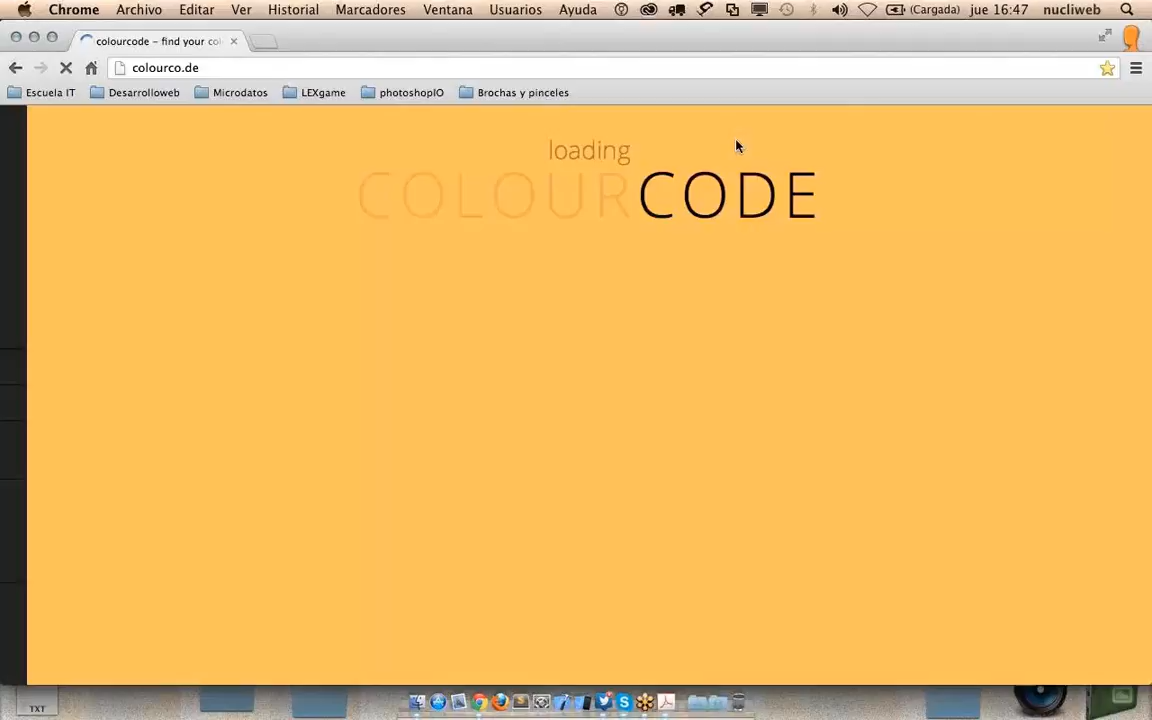 Chrome Archivo Editar Ver Historial Marcadores Ventana Usuarios Ayuda (Cargada) jue 16:47 nucliweb
colourcode – find your col
colourco.de
Escuela IT Desarrolloweb Microdatos LEXgame photoshopIO Brochas y pinceles
loading
COLOURCODE
TXT